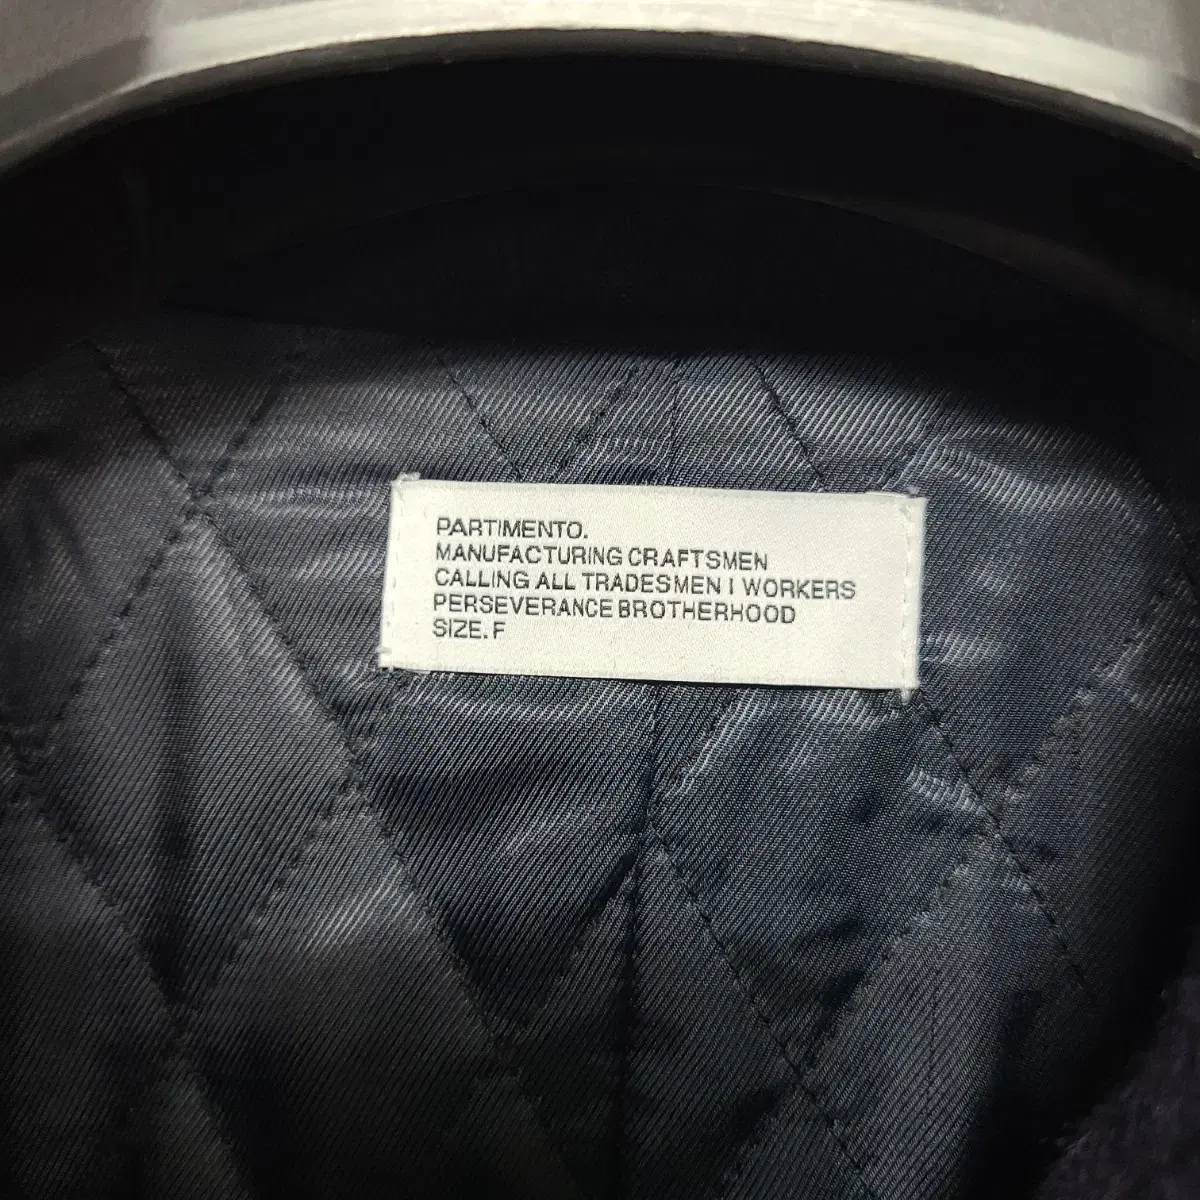 PARTIMENTO.
MANUFACTURING CRAFTSMEN
CALLING ALL TRADESMEN I WORKERS
PERSEVERANCE BROTHERHOOD
SIZE. F